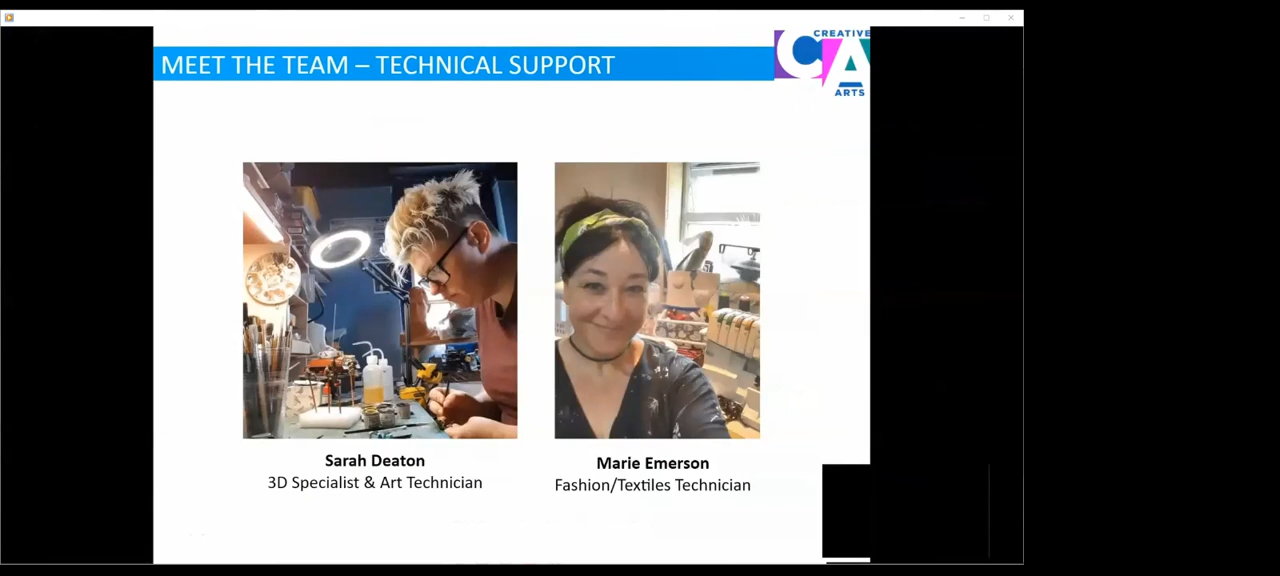 CREATIVE
CA
ARTS
MEET THE TEAM – TECHNICAL SUPPORT
Sarah Deaton
3D Specialist & Art Technician
Marie Emerson
Fashion/Textiles Technician